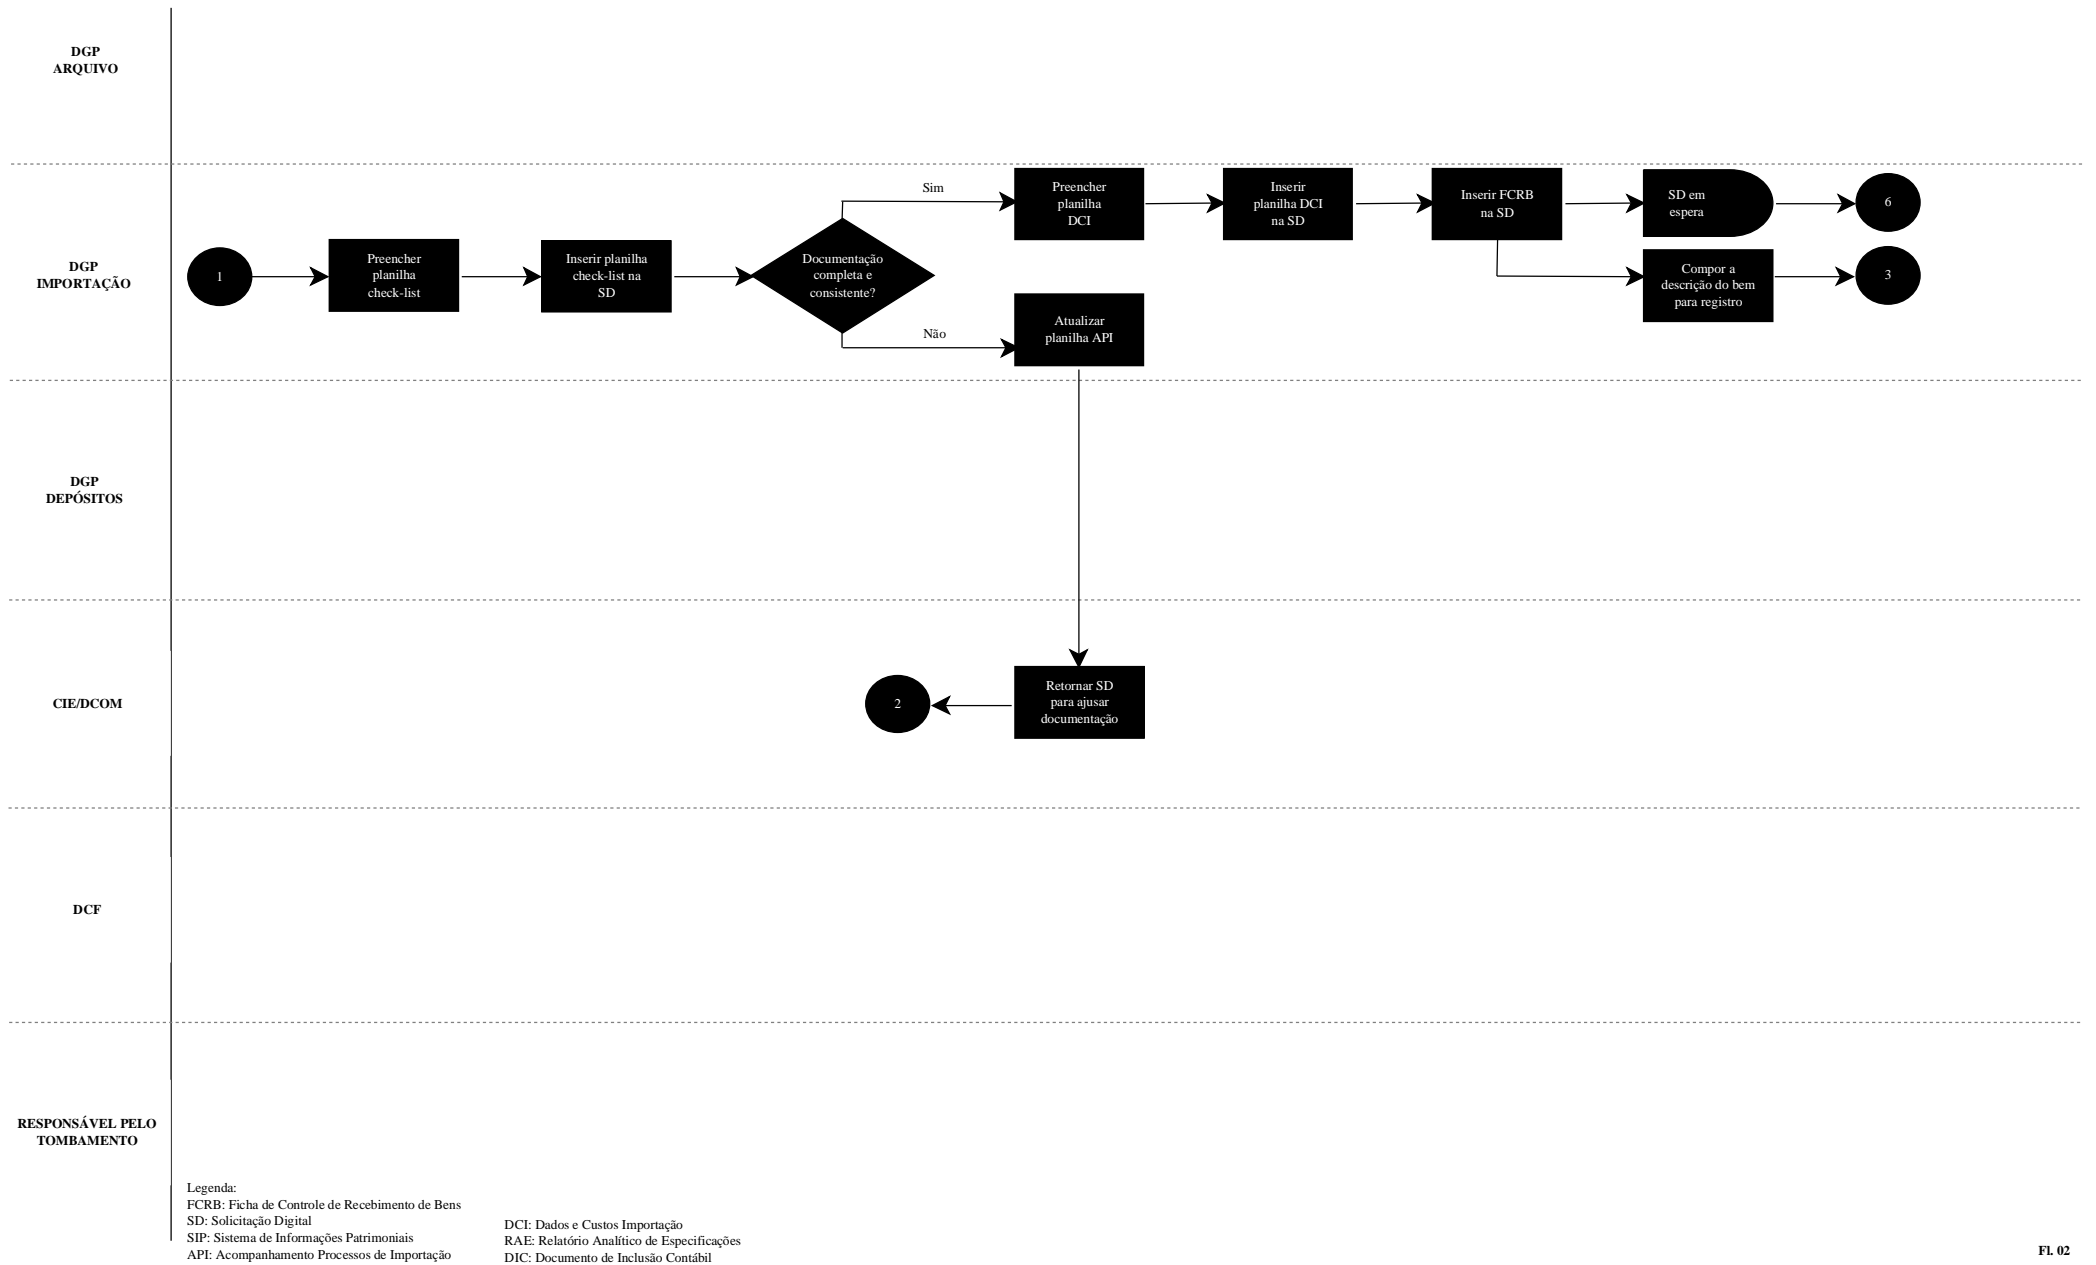 DGP
ARQUIVO
DGP
IMPORTAÇÃO
1
Preencher
planilha
check-list
Inserir planilha
check-list na
SD
Documentação
completa e
consistente?
Sim
Preencher
planilha
DCI
Inserir
planilha DCI
na SD
Inserir FCRB
na SD
SD em
espera
6
Compor a
descrição do bem
para registro
3
Não
Atualizar
planilha API
DGP
DEPÓSITOS
CIE/DCOM
2
Retornar SD
para ajusar
documentação
DCF
RESPONSÁVEL PELO
TOMBAMENTO
Legenda:
FCRB: Ficha de Controle de Recebimento de Bens
SD: Solicitação Digital
SIP: Sistema de Informações Patrimoniais
API: Acompanhamento Processos de Importação
DCI: Dados e Custos Importação
RAE: Relatório Analítico de Especificações
DIC: Documento de Inclusão Contábil
Fl. 02